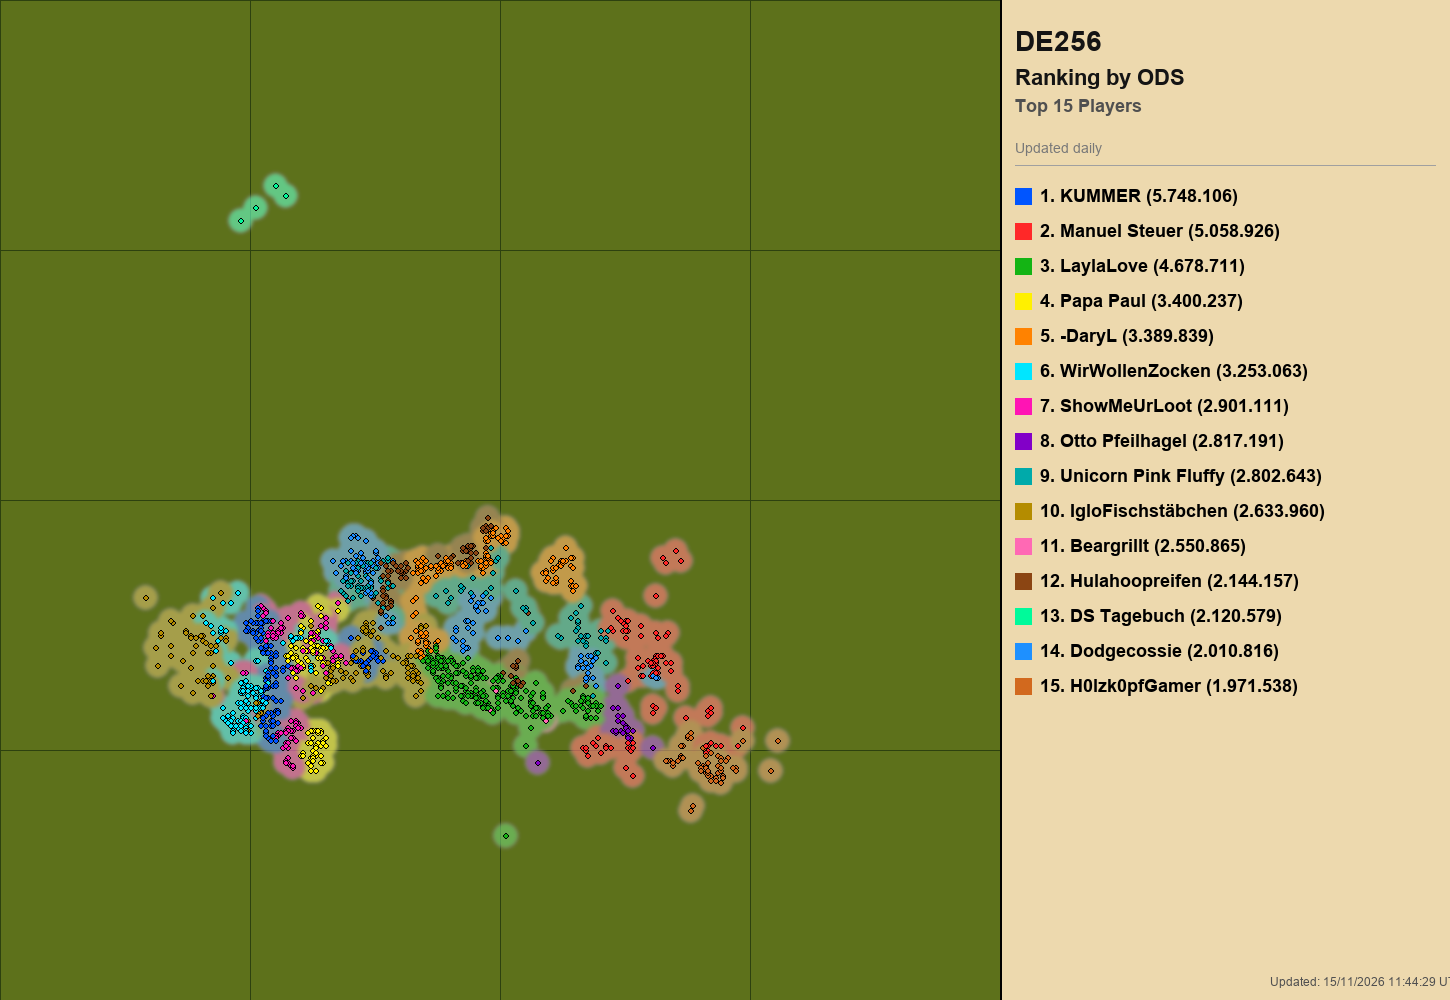 DE256
Ranking by ODS
Top 15 Players
Updated daily
1. KUMMER (5.748.106)
2. Manuel Steuer (5.058.926)
3. LaylaLove (4.678.711)
4. Papa Paul (3.400.237)
5. -DaryL (3.389.839)
6. WirWollenZocken (3.253.063)
7. ShowMeUrLoot (2.901.111)
8. Otto Pfeilhagel (2.817.191)
9. Unicorn Pink Fluffy (2.802.643)
10. IgloFischstäbchen (2.633.960)
11. Beargrillt (2.550.865)
12. Hulahoopreifen (2.144.157)
13. DS Tagebuch (2.120.579)
14. Dodgecossie (2.010.816)
15. H0lzk0pfGamer (1.971.538)
Updated: 15/11/2026 11:44:29 U